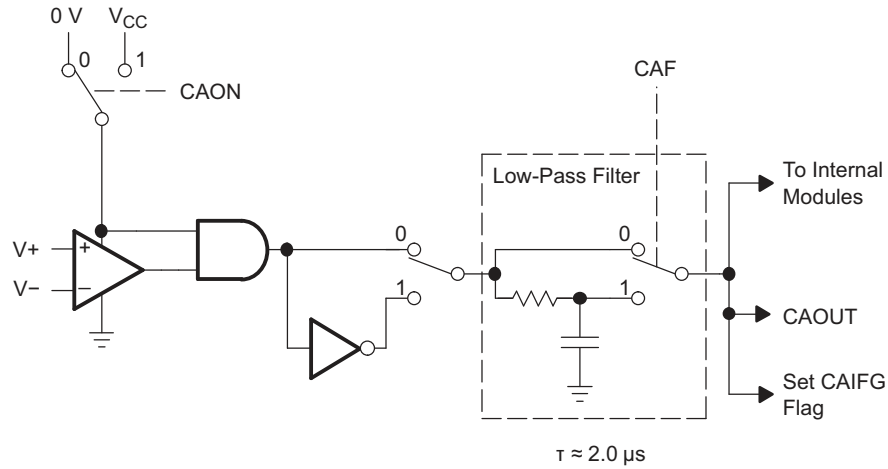 0 V
VCC
0
1
CAON
CAF
Low-Pass Filter
To Internal
Modules
V+
+
V−
−
0
1
0
1
CAOUT
Set CAIFG
Flag
τ ≈ 2.0 μs